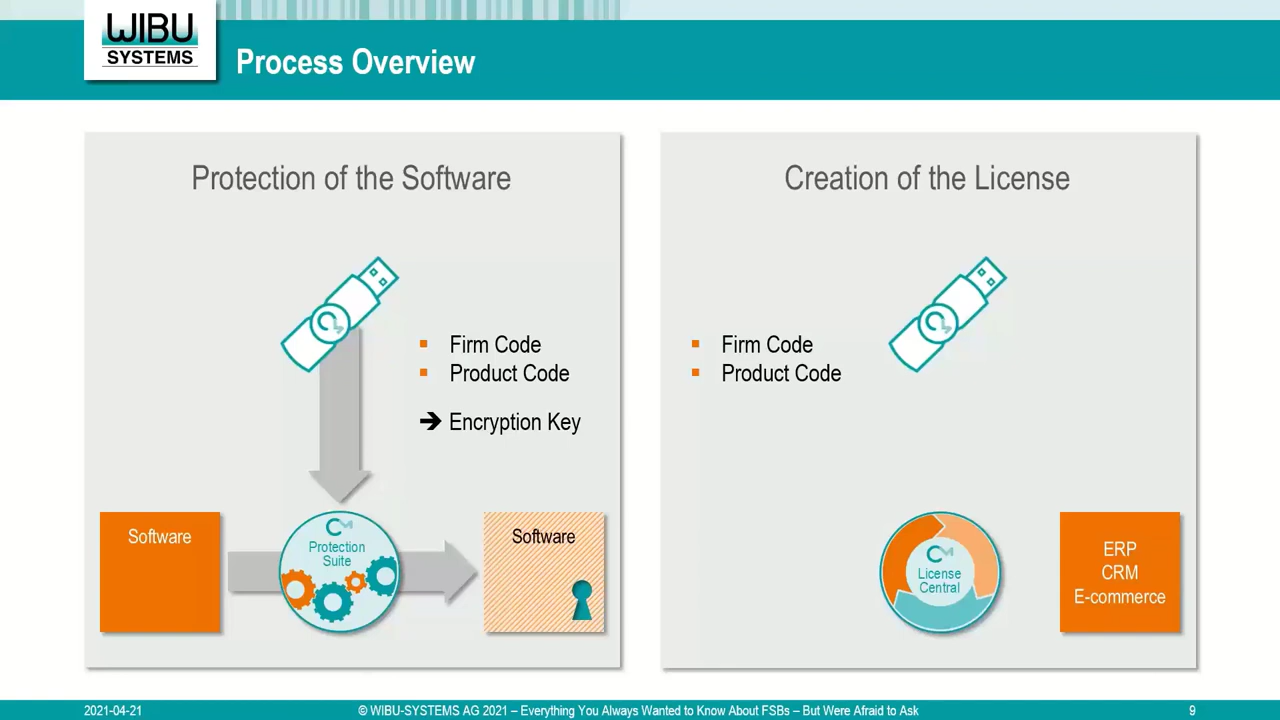 WIBU
SYSTEMS
Process Overview
Protection of the Software
Firm Code
Product Code
➔ Encryption Key
Software
CM
Protection
Suite
Software
Creation of the License
Firm Code
Product Code
CM
License
Central
ERP
CRM
E-commerce
2021-04-21
© WIBU-SYSTEMS AG 2021 – Everything You Always Wanted to Know About FSBs – But Were Afraid to Ask
9